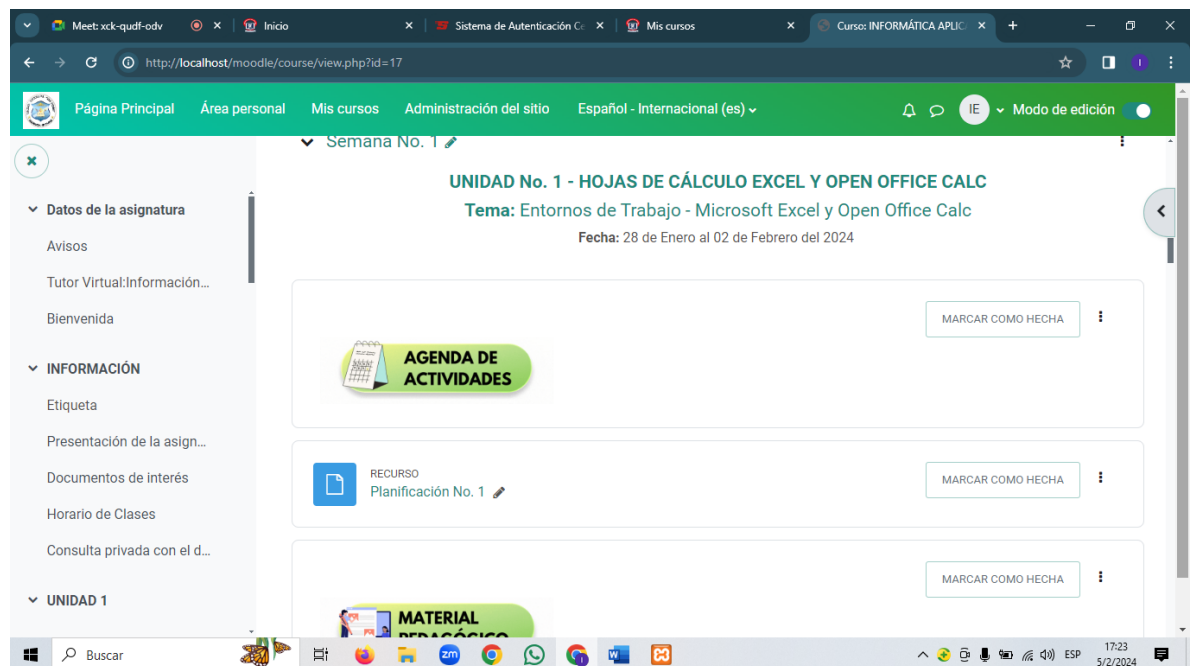 Meet: xck-qudf-odv
Inicio
Sistema de Autenticación Ce
Mis cursos
Curso: INFORMÁTICA APLIC
http://localhost/moodle/course/view.php?id=17
Página Principal Área personal Mis cursos Administración del sitio Español - Internacional (es) IE Modo de edición
Datos de la asignatura
Avisos
Tutor Virtual:Información...
Bienvenida
INFORMACIÓN
Etiqueta
Presentación de la asign...
Documentos de interés
Horario de Clases
Consulta privada con el d...
UNIDAD 1
Semana No. 1
UNIDAD No. 1 - HOJAS DE CÁLCULO EXCEL Y OPEN OFFICE CALC
Tema: Entornos de Trabajo - Microsoft Excel y Open Office Calc
Fecha: 28 de Enero al 02 de Febrero del 2024
MARCAR COMO HECHA
AGENDA DE
ACTIVIDADES
RECURSO
Planificación No. 1
MARCAR COMO HECHA
MARCAR COMO HECHA
MATERIAL
PEDAGÓGICO
Buscar
zm
ESP
17:23
5/2/2024